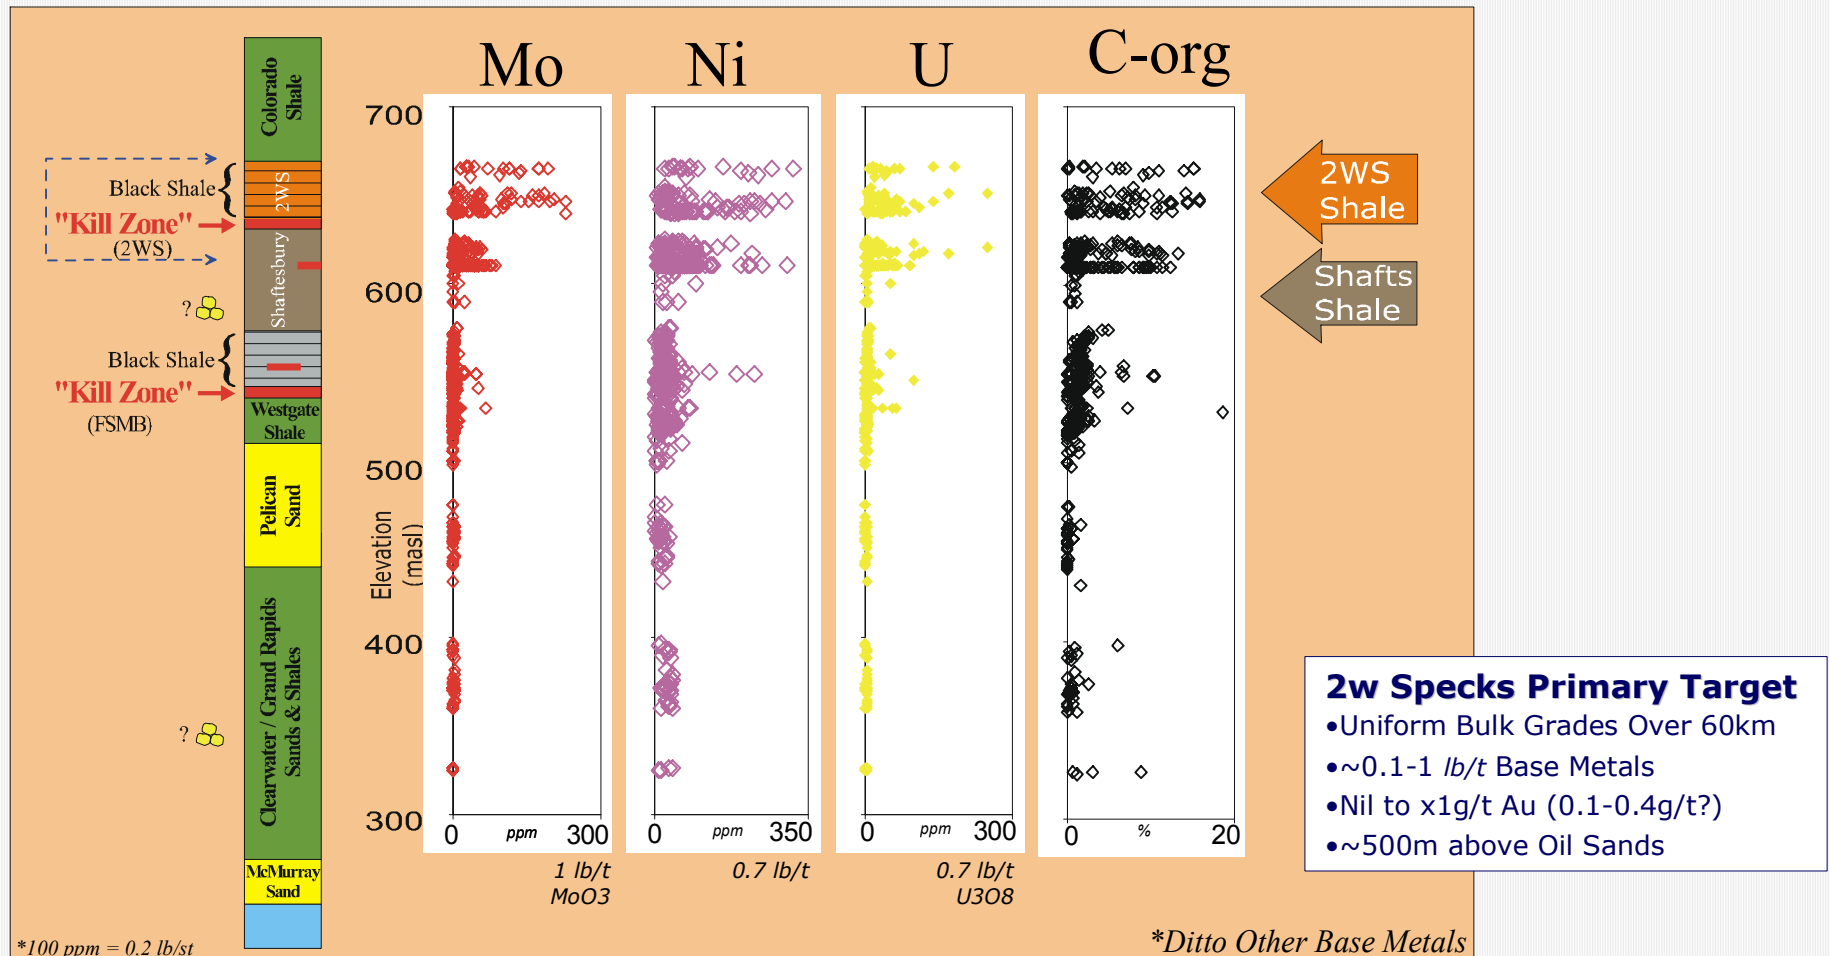 Mo
Ni
U
C-org
Colorado
Shale
2WS
Black Shale
"Kill Zone"
(2WS)
Shaftesbury
?
Black Shale
"Kill Zone"
(FSMB)
Westgate
Shale
Pelican
Sand
Clearwater / Grand Rapids
Sands & Shales
?
McMurray
Sand
*100 ppm = 0.2 lb/st
700
600
500
400
300
Elevation
(masl)
0 ppm 300
1 lb/t
MoO3
0 ppm 350
0.7 lb/t
0 ppm 300
0.7 lb/t
U3O8
0 % 20
2WS
Shale
Shafts
Shale
2w Specks Primary Target
•Uniform Bulk Grades Over 60km
•~0.1-1 lb/t Base Metals
•Nil to x1g/t Au (0.1-0.4g/t?)
•~500m above Oil Sands
*Ditto Other Base Metals